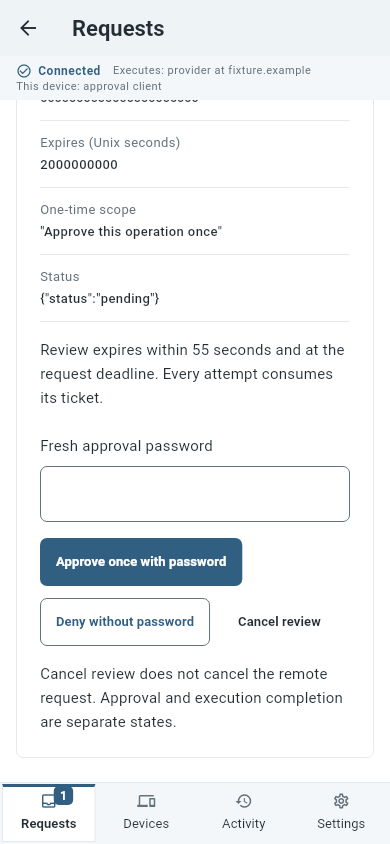 Requests
Connected Executes: provider at fixture.example
This device: approval client
Expires (Unix seconds)
2000000000
One-time scope
"Approve this operation once"
Status
{"status":"pending"}
Review expires within 55 seconds and at the
request deadline. Every attempt consumes
its ticket.
Fresh approval password
Approve once with password
Deny without password Cancel review
Cancel review does not cancel the remote
request. Approval and execution completion
are separate states.
1
Requests Devices Activity Settings